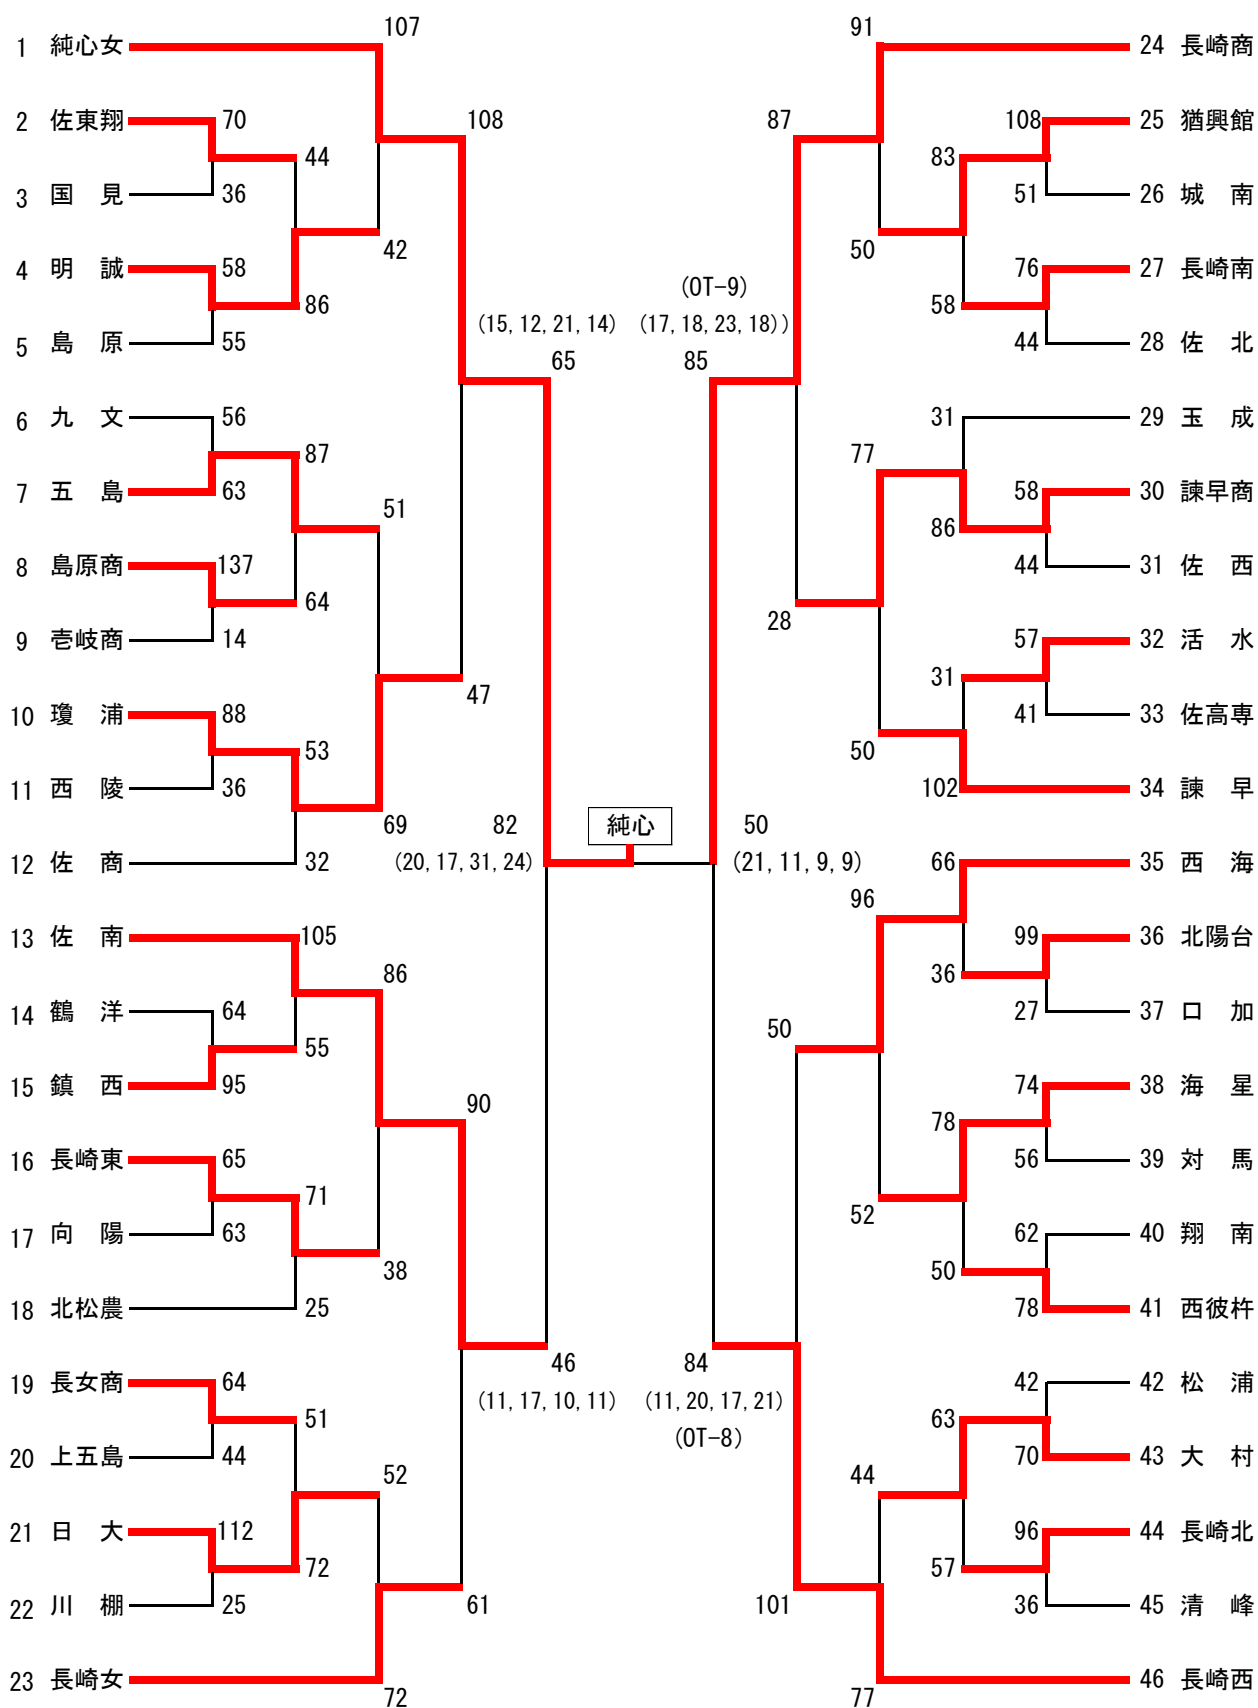 107
91
1 純心女
24 長崎商
2 佐東翔
70
108
87
108
25 猶興館
44
83
3 国 見
36
51
26 城 南
42
50
4 明 誠
58
76
27 長崎南
(OT-9)
86
58
(15, 12, 21, 14)
(17, 18, 23, 18))
5 島 原
55
44
28 佐 北
65
85
6 九 文
56
31
29 玉 成
87
77
7 五 島
63
58
30 諫早商
51
86
8 島原商
137
44
31 佐 西
64
28
9 壱岐商
14
57
32 活 水
31
47
10 瓊 浦
88
41
33 佐高専
53
50
11 西 陵
36
102
34 諫 早
69
82
純心
50
12 佐 商
32
(20, 17, 31, 24)
(21, 11, 9, 9)
66
35 西 海
96
13 佐 南
105
99
36 北陽台
86
36
14 鶴 洋
64
27
37 口 加
55
50
15 鎮 西
95
74
38 海 星
90
78
16 長崎東
65
56
39 対 馬
71
52
17 向 陽
63
62
40 翔 南
38
50
18 北松農
25
78
41 西彼杵
46
84
19 長女商
64
42
42 松 浦
(11, 17, 10, 11)
(11, 20, 17, 21)
51
63
(OT-8)
20 上五島
44
70
43 大 村
52
44
21 日 大
112
96
44 長崎北
72
57
22 川 棚
25
61
101
36
45 清 峰
23 長崎女
72
77
46 長崎西